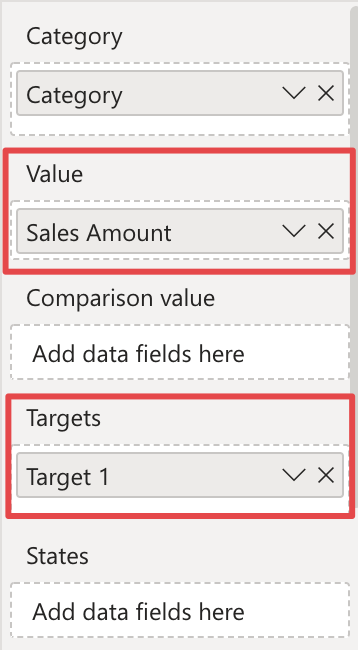 Category
Category
Value
Sales Amount
Comparison value
Add data fields here
Targets
Target 1
States
Add data fields here